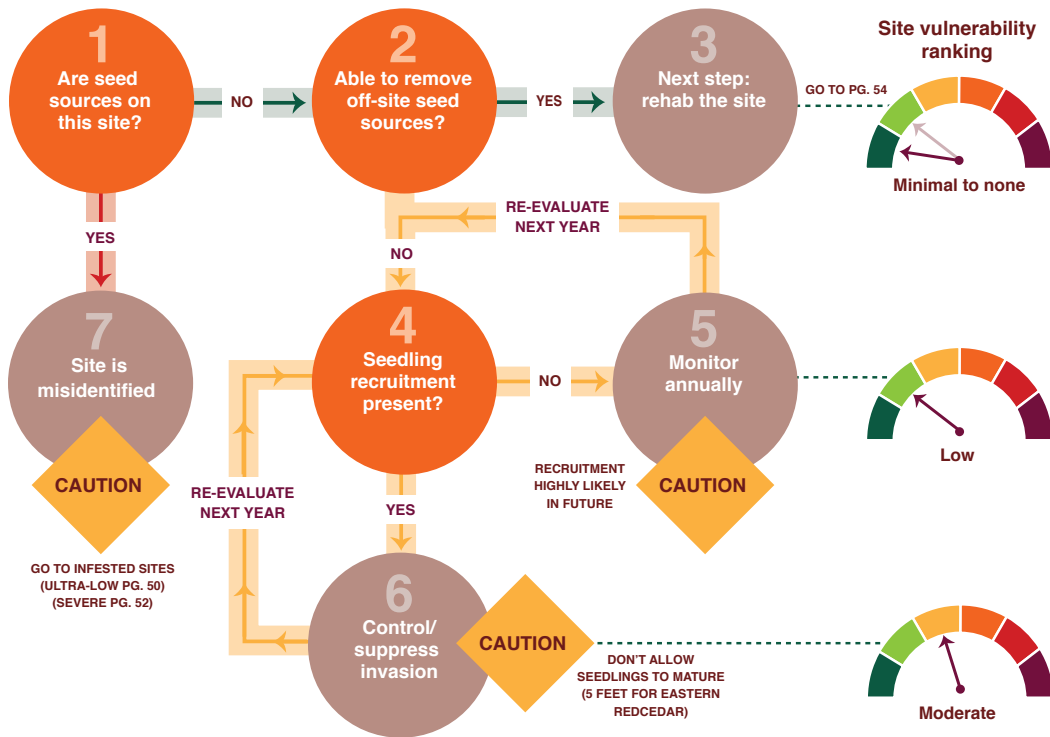 1
Are seed
sources on
this site?
NO
2
Able to remove
off-site seed
sources?
YES
3
Next step:
rehab the site
GO TO PG. 54
Site vulnerability
ranking
Minimal to none
YES
NO
RE-EVALUATE
NEXT YEAR
7
Site is
misidentified
CAUTION
GO TO INFESTED SITES
(ULTRA-LOW PG. 50)
(SEVERE PG. 52)
4
Seedling
recruitment
present?
NO
5
Monitor
annually
CAUTION
RECRUITMENT
HIGHLY LIKELY
IN FUTURE
Low
RE-EVALUATE
NEXT YEAR
YES
6
Control/
suppress
invasion
CAUTION
DON'T ALLOW
SEEDLINGS TO MATURE
(5 FEET FOR EASTERN
REDCEDAR)
Moderate